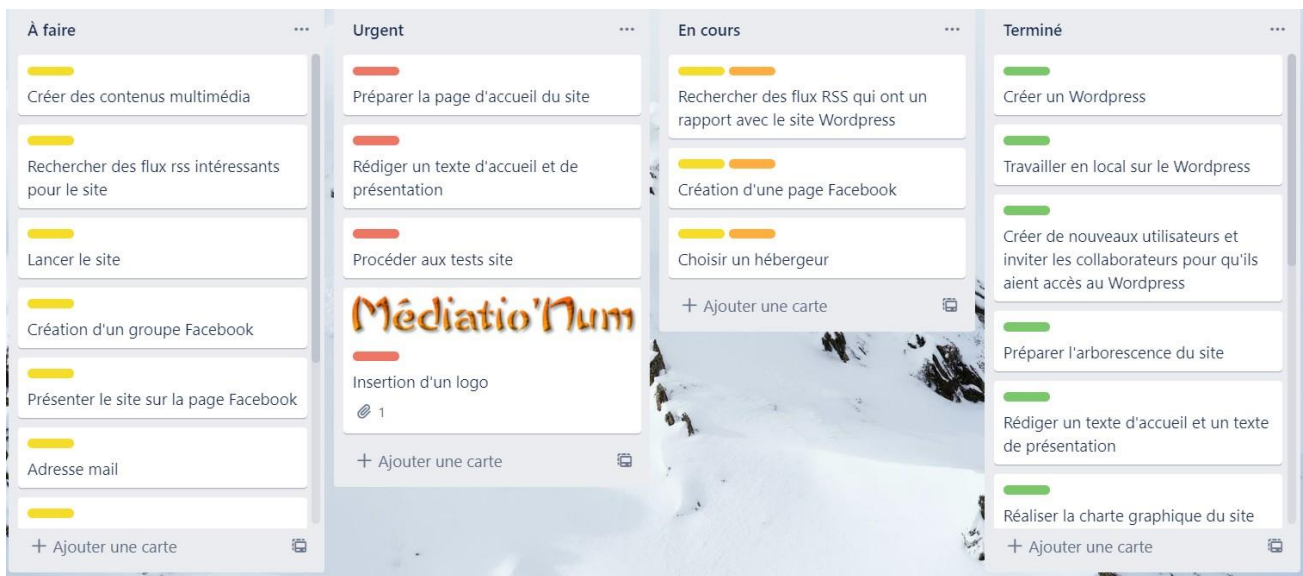 À faire
Créer des contenus multimédia
Rechercher des flux rss intéressants
pour le site
Lancer le site
Création d'un groupe Facebook
Présenter le site sur la page Facebook
Adresse mail
+ Ajouter une carte
Urgent
Préparer la page d'accueil du site
Rédiger un texte d'accueil et de
présentation
Procéder aux tests site
Médiatio'Num
Insertion d'un logo
1
+ Ajouter une carte
En cours
Rechercher des flux RSS qui ont un
rapport avec le site Wordpress
Création d'une page Facebook
Choisir un hébergeur
+ Ajouter une carte
Terminé
Créer un Wordpress
Travailler en local sur le Wordpress
Créer de nouveaux utilisateurs et
inviter les collaborateurs pour qu'ils
aient accès au Wordpress
Préparer l'arborescence du site
Rédiger un texte d'accueil et un texte
de présentation
Réaliser la charte graphique du site
+ Ajouter une carte